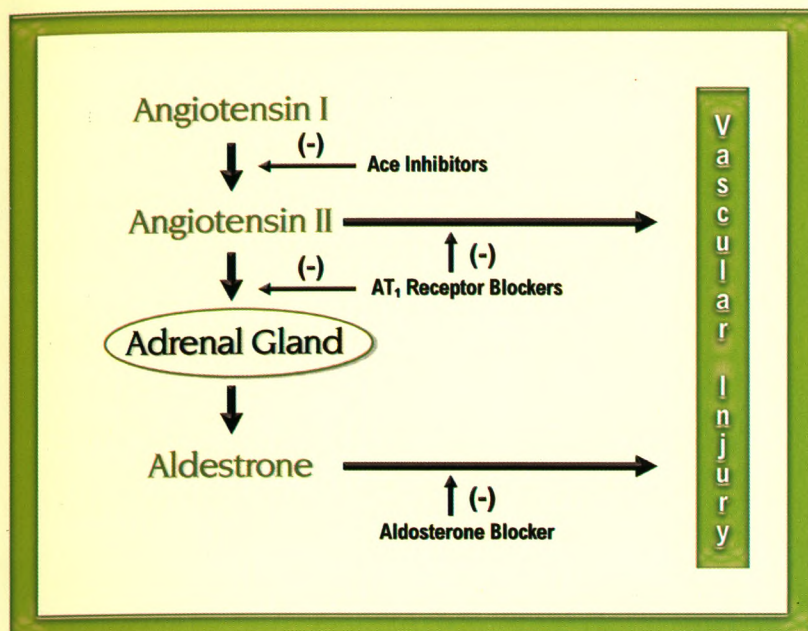 Angiotensin I
(-)
Ace Inhibitors
Angiotensin II
(-)
(-)
AT₁ Receptor Blockers
Adrenal Gland
Aldestrone
(-)
Aldosterone Blocker
Vascular Injury